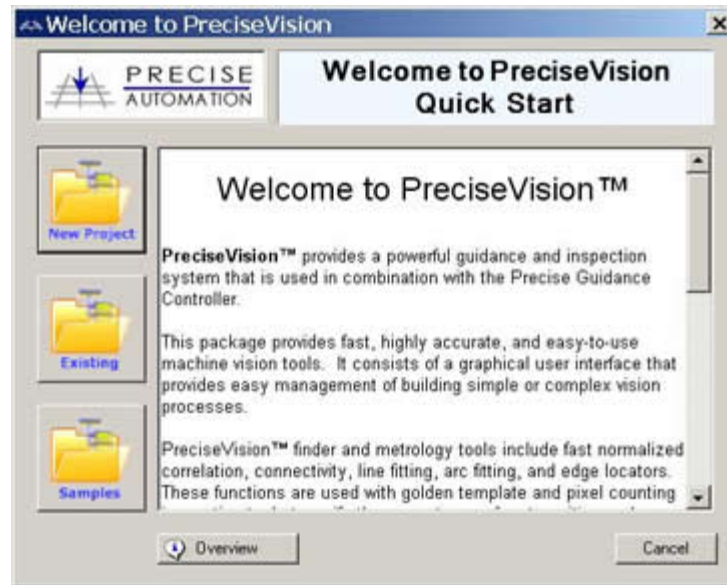 Welcome to PreciseVision
PRECISE
AUTOMATION
Welcome to PreciseVision
Quick Start
New Project
Existing
Samples
Welcome to PreciseVision™
PreciseVision™ provides a powerful guidance and inspection
system that is used in combination with the Precise Guidance
Controller.
This package provides fast, highly accurate, and easy-to-use
machine vision tools. It consists of a graphical user interface that
provides easy management of building simple or complex vision
processes.
PreciseVision™ finder and metrology tools include fast normalized
correlation, connectivity, line fitting, arc fitting, and edge locators.
These functions are used with golden template and pixel counting
Overview
Cancel